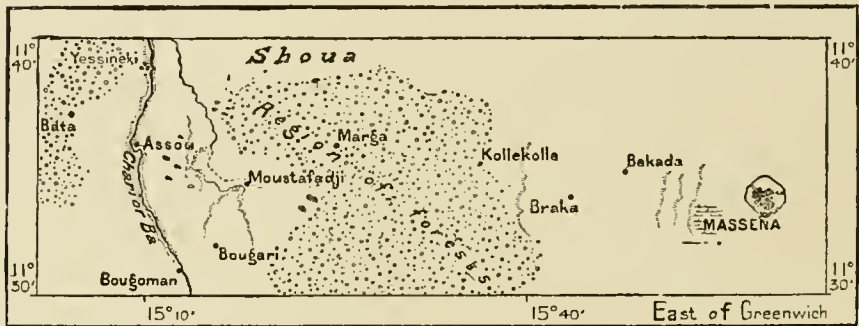 11° 40'
Shoua
11° 40'
Yessineki
Bata
Region of forests
Assou
Marga
Kollekolla
Bakada
Moustafadji
Chari or Ba
Braka
MASSENA
Bougari
Bougoman
11° 50'
11° 30'
15°10'
15°40'
East of Greenwich